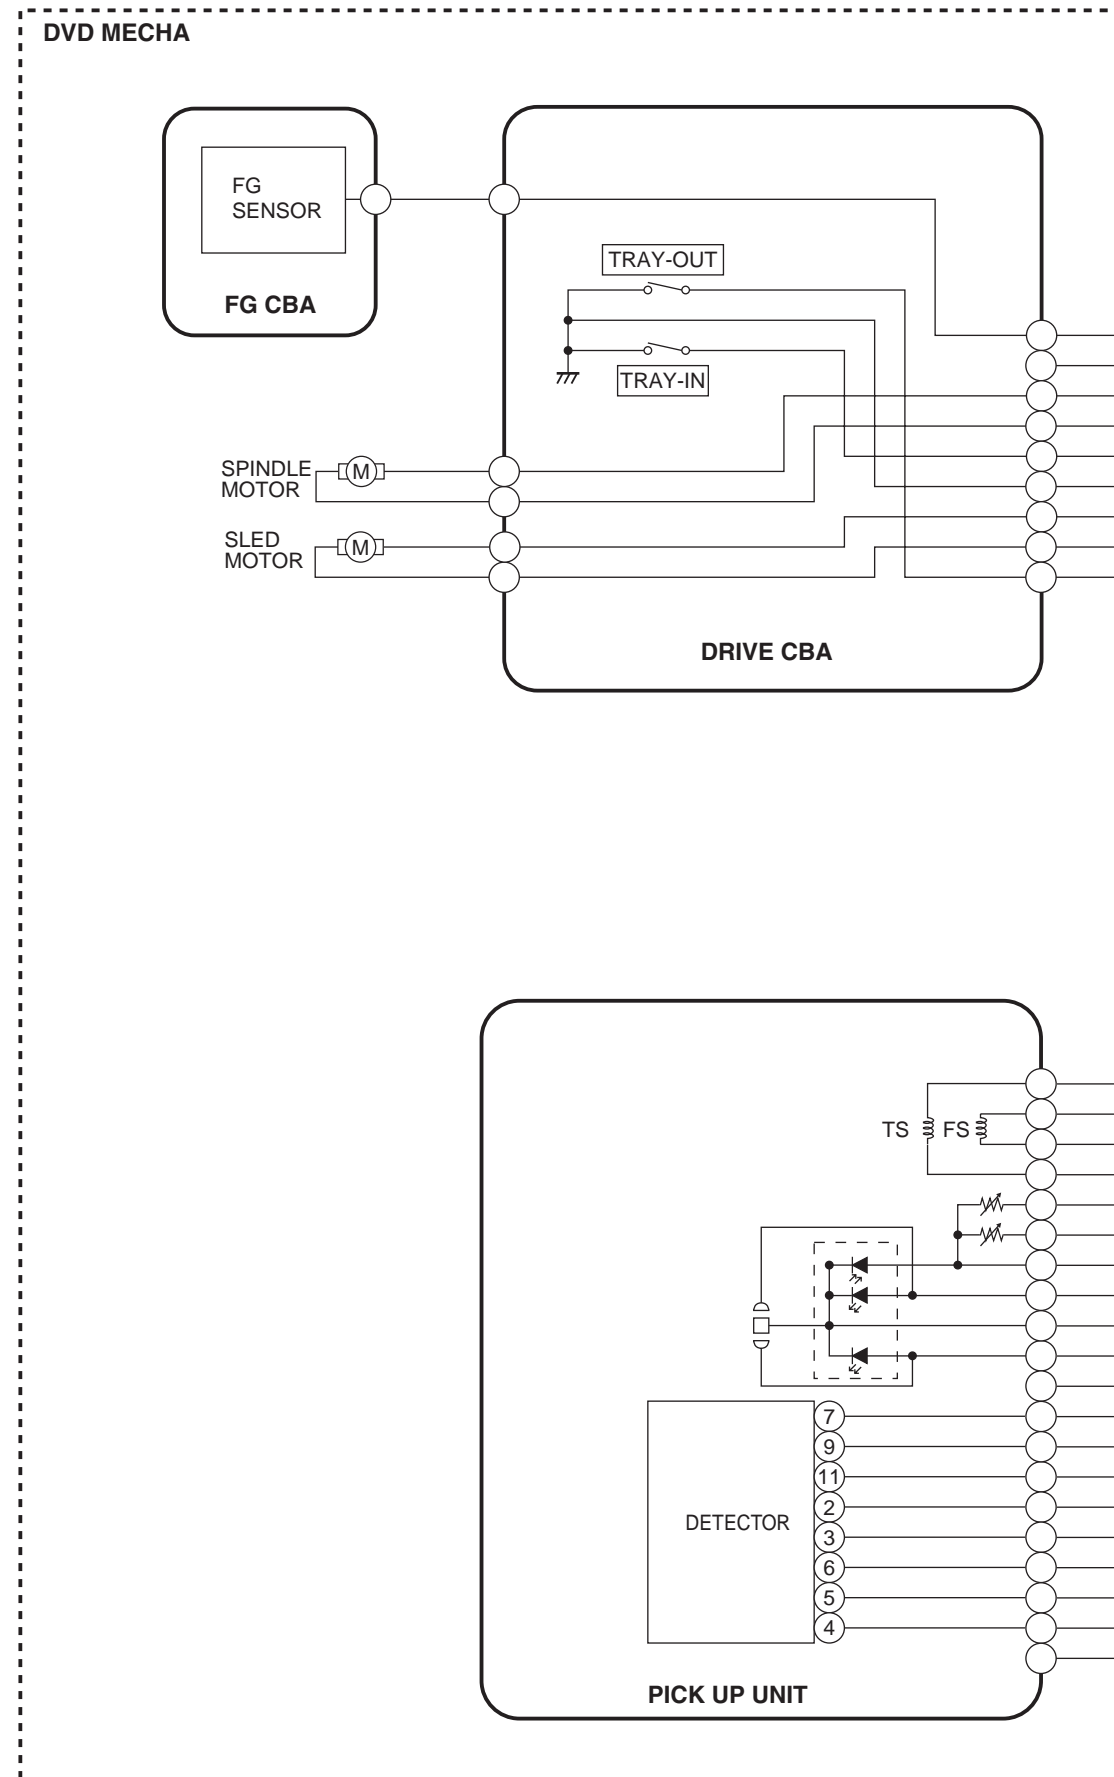 DVD MECHA
FG
SENSOR
FG CBA
TRAY-OUT
TRAY-IN
SPINDLE
MOTOR
M
SLED
MOTOR
M
DRIVE CBA
TS
FS
DETECTOR
7
9
11
2
3
6
5
4
PICK UP UNIT